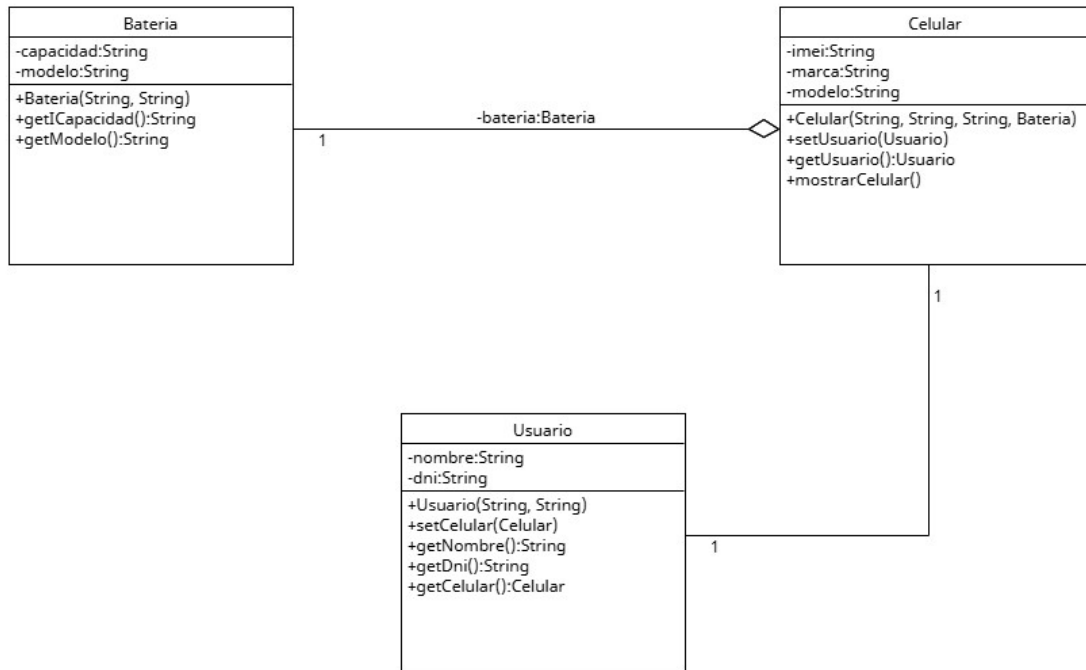 Bateria
-capacidad:String
-modelo:String
+Bateria(String, String)
+getICapacidad():String
+getModelo():String
-bateria:Bateria
1
Celular
-imei:String
-marca:String
-modelo:String
+Celular(String, String, String, Bateria)
+setUsuario(Usuario)
+getUsuario():Usuario
+mostrarCelular()
1
Usuario
-nombre:String
-dni:String
+Usuario(String, String)
+setCelular(Celular)
+getNombre():String
+getDni():String
+getCelular():Celular
1